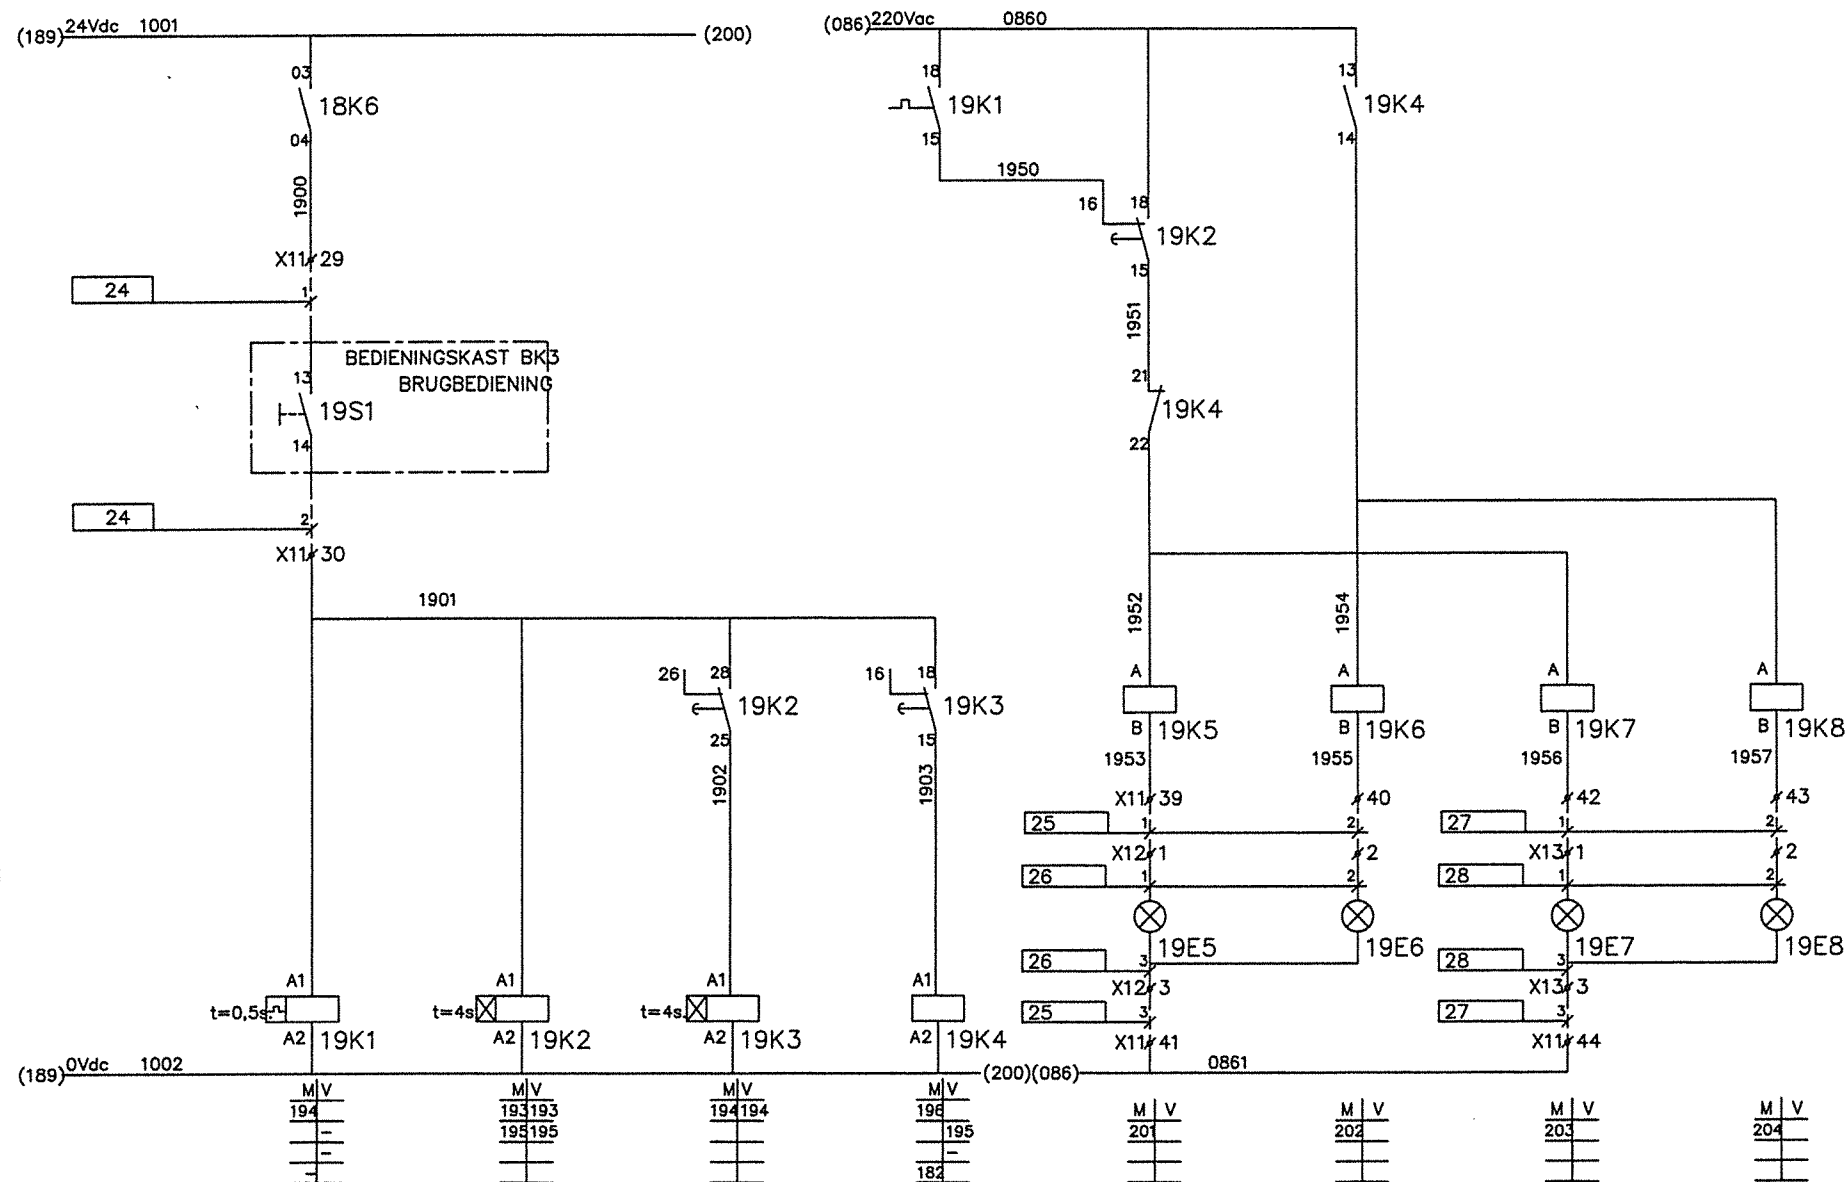 (189) 24Vdc 1001 (200) (086) 220Vac 0860
03 18 13
18K6 19K1 19K4
04 15 14
1900 1950
16 18
19K2
X11 29 15
24 1
1951
BEDIENINGSKAST BK3
BRUGBEDIENING
13 21
19S1 19K4
14 22
24 2
X11 30
1901 1952 1954
26 28 16 18 A A A A
19K2 19K3 19K5 19K6 19K7 19K8
25 15 B B B B
1902 1903 1953 1955 1956 1957
X11 39 40 42 43
25 1 2 27 1 2
X12 1 2 X13 1 2
26 1 2 28 1 2
19E5 19E6 19E7 19E8
26 3 28 3
A1 A1 A1 A1 X12 3 X13 3
t=0,5s. t=4s t=4s. 25 3 27 3
A2 19K1 A2 19K2 A2 19K3 A2 19K4 X11 41 X11 44
(189) 0Vdc 1002 (200)(086) 0861
M V M V M V M V
194 193 193 194 194 196 M V M V M V M V
- 195 195 195 201 202 203 204
- -
- 182